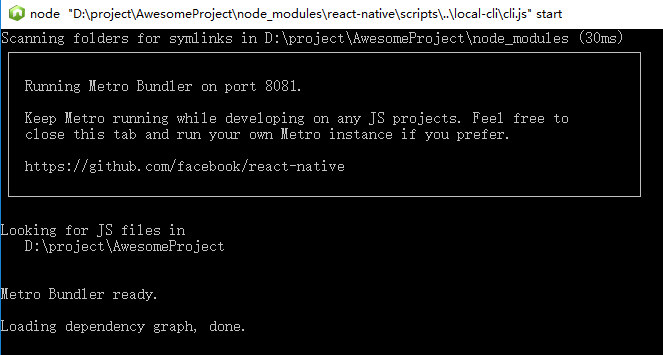 node "D:\project\AwesomeProject\node_modules\react-native\scripts\..\local-cli\cli.js" start
Scanning folders for symlinks in D:\project\AwesomeProject\node_modules (30ms)
Running Metro Bundler on port 8081.
Keep Metro running while developing on any JS projects. Feel free to
close this tab and run your own Metro instance if you prefer.
https://github.com/facebook/react-native
Looking for JS files in
D:\project\AwesomeProject
Metro Bundler ready.
Loading dependency graph, done.